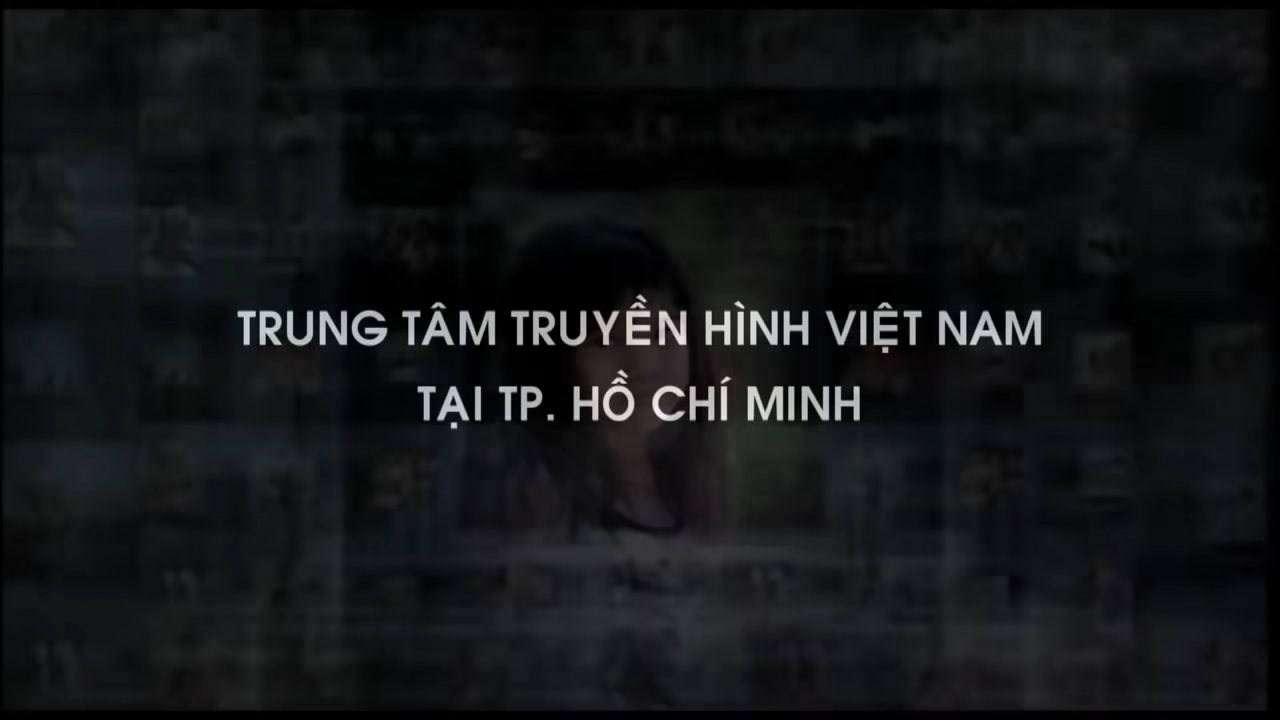 TRUNG TÂM TRUYỀN HÌNH VIỆT NAM
TẠI TP. HỒ CHÍ MINH